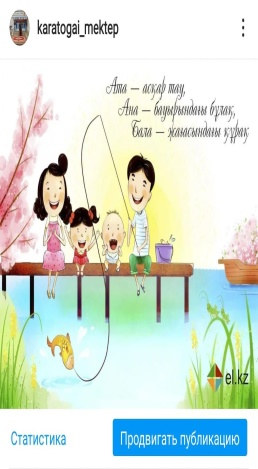 karatogai_mektep
Ата – асқар тау,
Ана – бауырындағы бұлақ,
Бала – жағасындағы құрақ
el.kz
Статистика
Продвигать публикацию